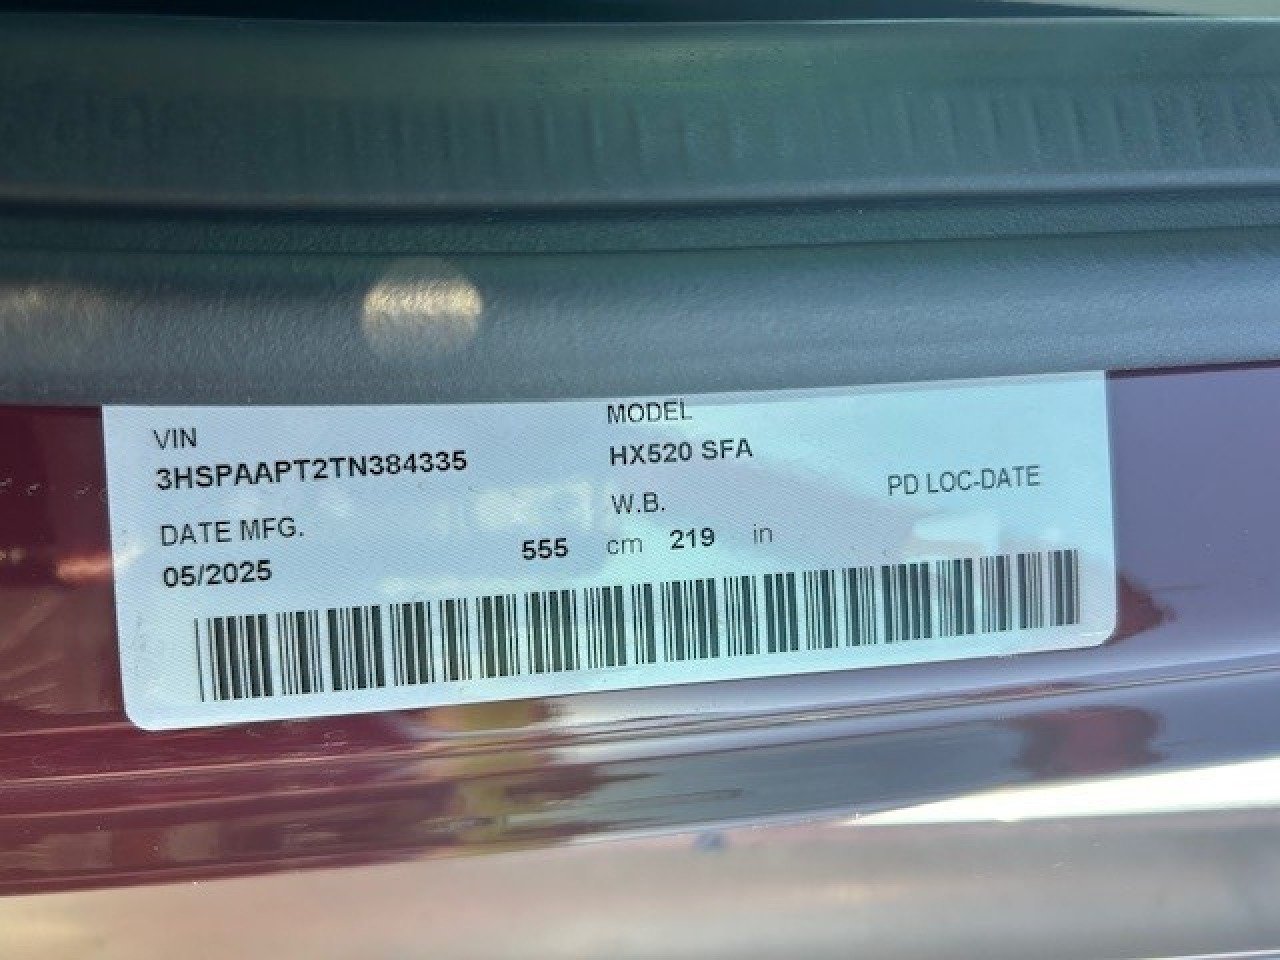 VIN
3HSPAAPT2TN384335
MODEL
HX520 SFA
DATE MFG.
05/2025
W.B.
555 cm 219 in
PD LOC-DATE